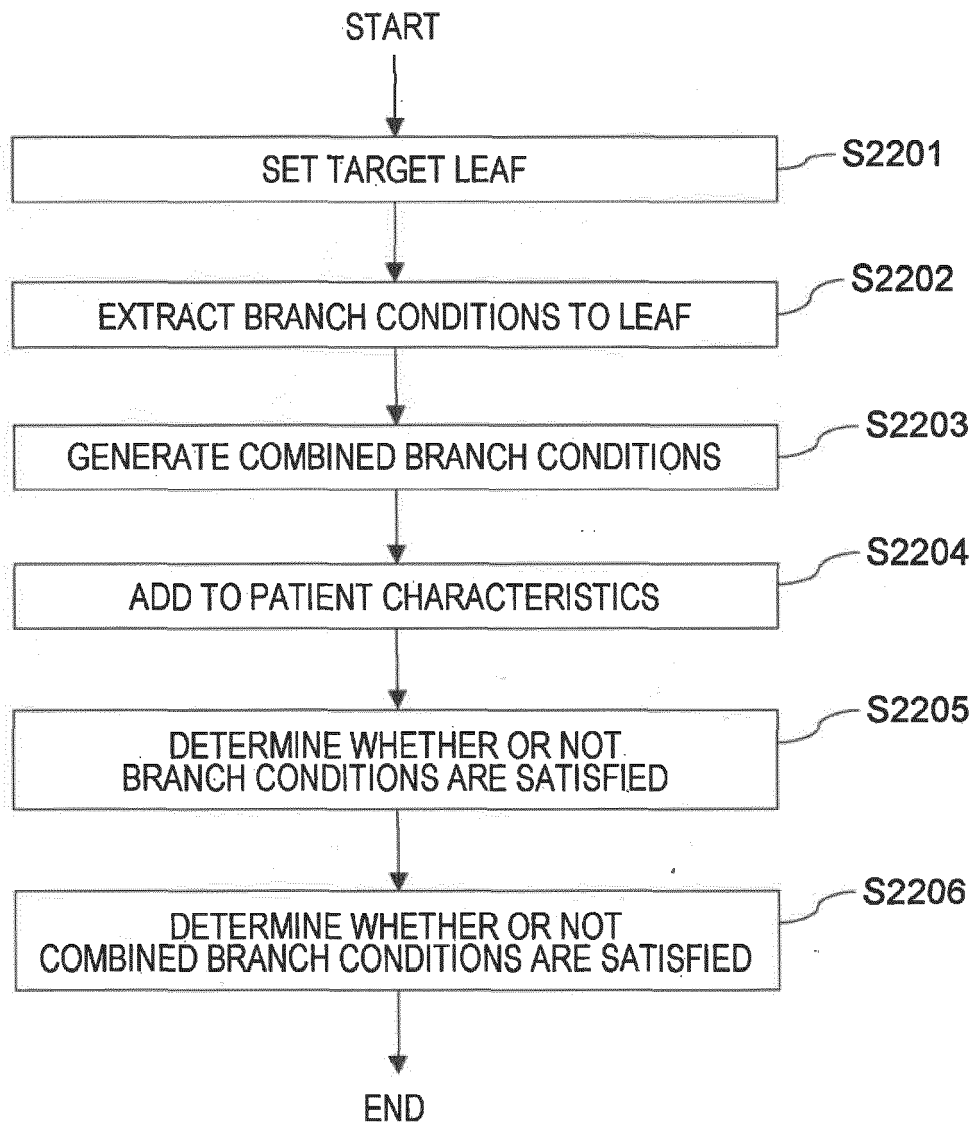 START
SET TARGET LEAF
S2201
EXTRACT BRANCH CONDITIONS TO LEAF
S2202
GENERATE COMBINED BRANCH CONDITIONS
S2203
ADD TO PATIENT CHARACTERISTICS
S2204
DETERMINE WHETHER OR NOT
BRANCH CONDITIONS ARE SATISFIED
S2205
DETERMINE WHETHER OR NOT
COMBINED BRANCH CONDITIONS ARE SATISFIED
S2206
END